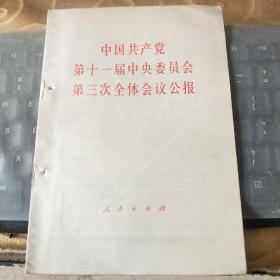 中国共产党
第十一届中央委员会
第三次全体会议公报
人民出版社